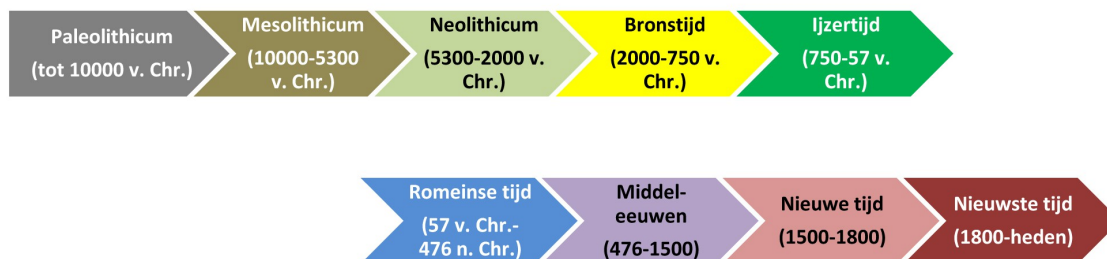 Paleolithicum
(tot 10000 v. Chr.)
Mesolithicum
(10000-5300
v. Chr.)
Neolithicum
(5300-2000 v.
Chr.)
Bronstijd
(2000-750 v.
Chr.)
Ijzertijd
(750-57 v.
Chr.)
Romeinse tijd
(57 v. Chr.-
476 n. Chr.)
Middel-
eeuwen
(476-1500)
Nieuwe tijd
(1500-1800)
Nieuwste tijd
(1800-heden)